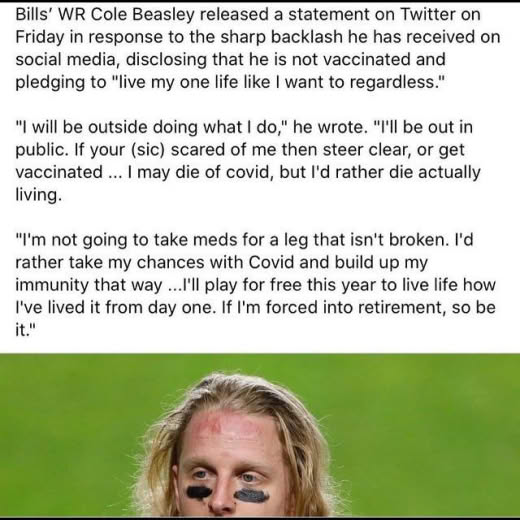 Bills' WR Cole Beasley released a statement on Twitter on
Friday in response to the sharp backlash he has received on
social media, disclosing that he is not vaccinated and
pledging to "live my one life like I want to regardless."
"I will be outside doing what I do," he wrote. "I'll be out in
public. If your (sic) scared of me then steer clear, or get
vaccinated ... I may die of covid, but I'd rather die actually
living.
"I'm not going to take meds for a leg that isn't broken. I'd
rather take my chances with Covid and build up my
immunity that way ...I'll play for free this year to live life how
I've lived it from day one. If I'm forced into retirement, so be
it."